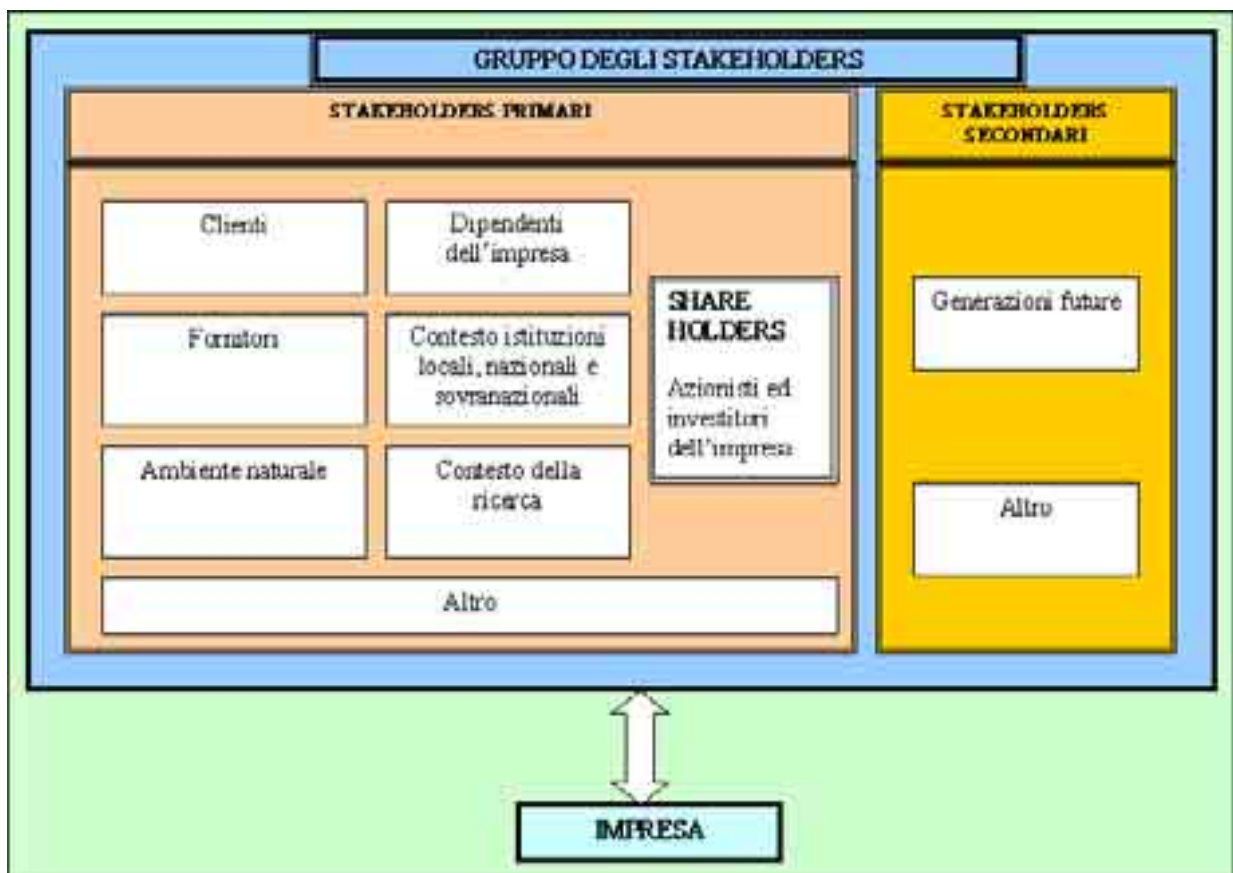 GRUPPO DEGLI STAKEHOLDERS
STAKEHOLDERS PRIMARI
STAKEHOLDERS
SECONDARI
Clienti
Dipendenti
dell'impresa
Fornitori
Contesto istituzioni
locali, nazionali e
sovranazionali
Ambiente naturale
Contesto della
ricerca
SHARE
HOLDERS
Azionisti ed
investitori
dell'impresa
Altro
Generazioni future
Altro
IMPRESA